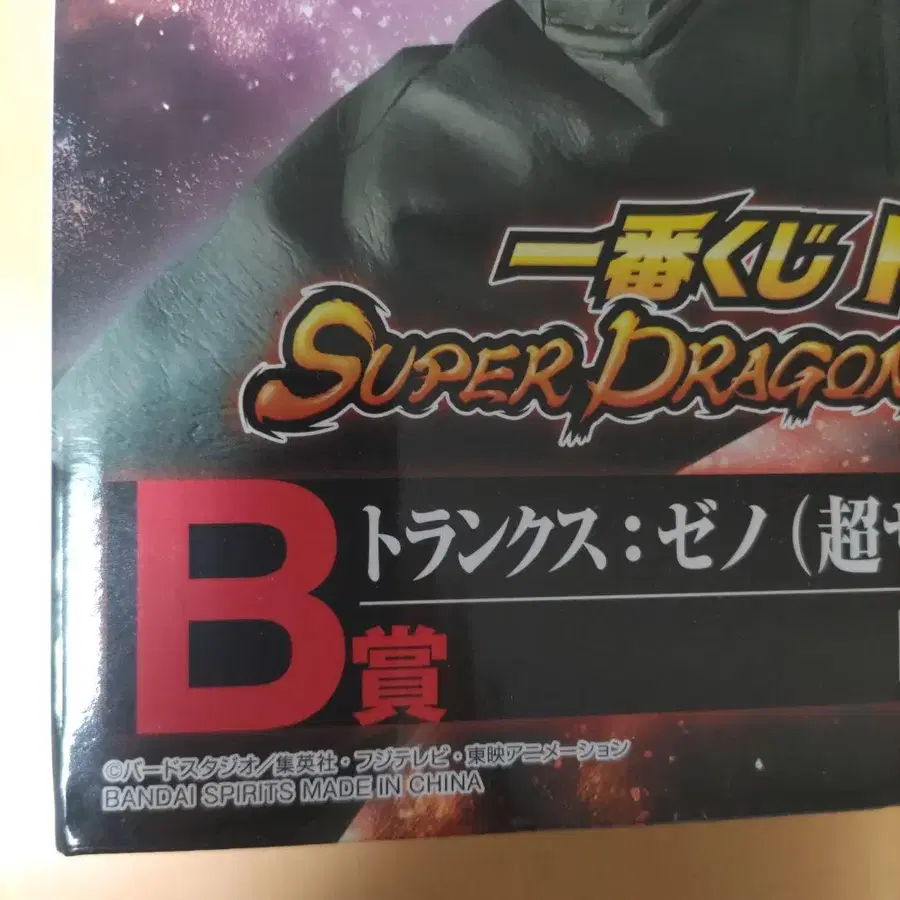 一番くじ
SUPER DRAGON
B賞
トランクス：ゼノ（超
©バードスタジオ／集英社・フジテレビ・東映アニメーション
BANDAI SPIRITS MADE IN CHINA